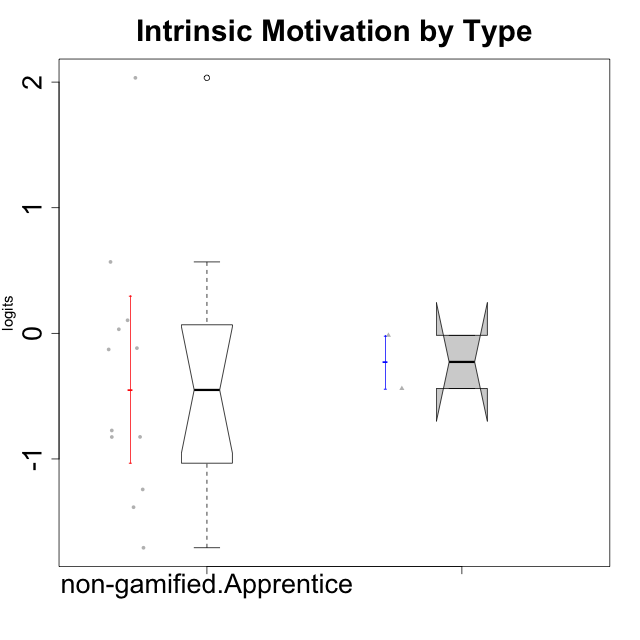 Intrinsic Motivation by Type
2
1
0
-1
logits
non-gamified.Apprentice